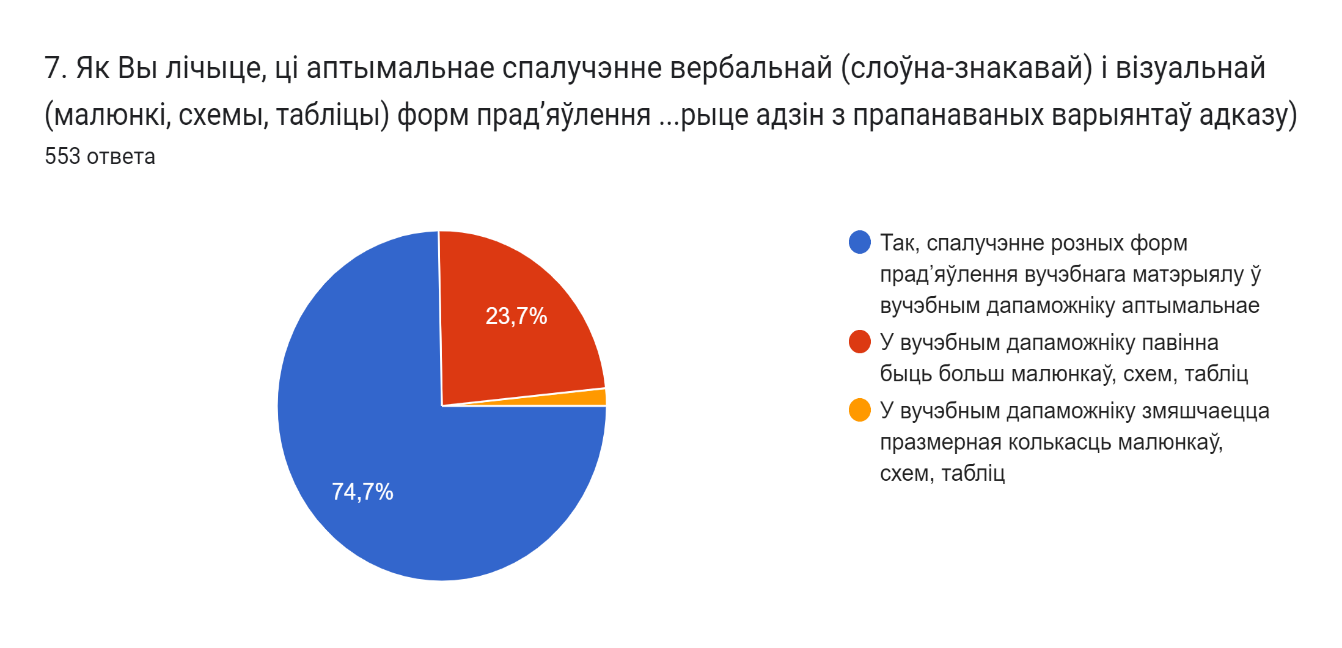 7. Як Вы лічыце, ці аптымальнае спалучэнне вербальнай (слоўна-знакавай) і візуальнай
(малюнкі, схемы, табліцы) форм прад’яўлення ...рыце адзін з прапанаваных варыянтаў адказу)
553 ответа
Так, спалучэнне розных форм
прад’яўлення вучэбнага матэрыялу ў
вучэбным дапаможніку аптымальнае
У вучэбным дапаможніку павінна
быць больш малюнкаў, схем, табліц
У вучэбным дапаможніку змяшчаецца
празмерная колькасць малюнкаў,
схем, табліц
23,7%
74,7%